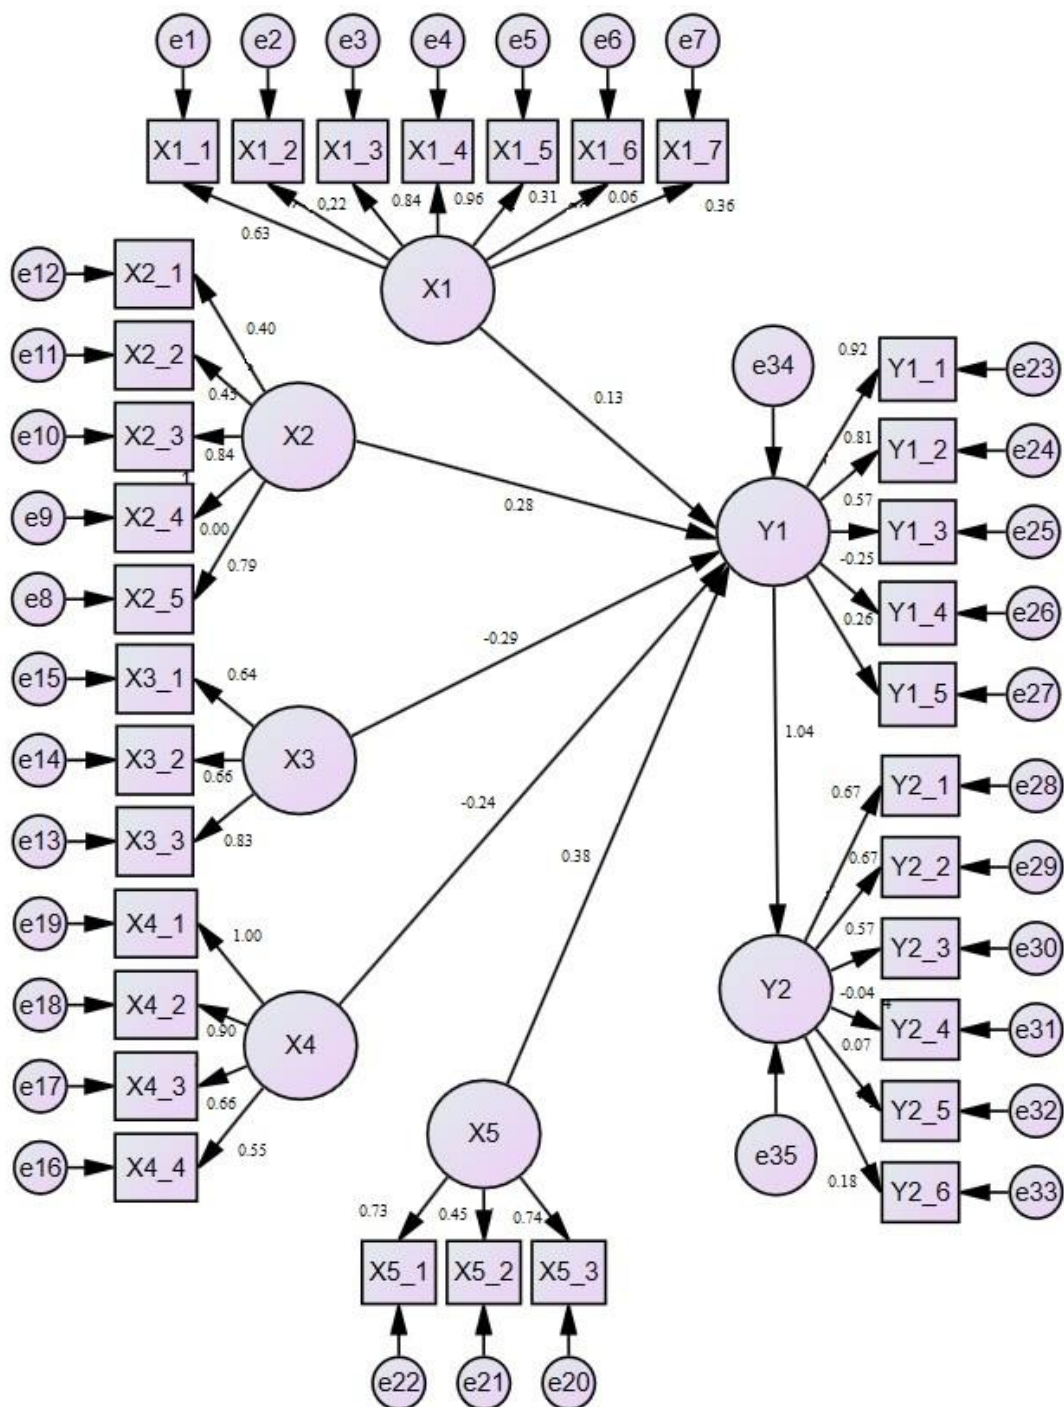 e1 e2 e3 e4 e5 e6 e7
X1_1 X1_2 X1_3 X1_4 X1_5 X1_6 X1_7
0.63 0,22 0.84 0.96 0.31 0.06 0.36
X1
e12 X2_1
0.40
e11 X2_2
0.45
e10 X2_3
0.84
X2
e9 X2_4
0.00
e8 X2_5
0.79
0.13
0.28
e34
0.92 Y1_1 e23
0.81 Y1_2 e24
Y1
0.57 Y1_3 e25
-0.25 Y1_4 e26
0.26 Y1_5 e27
e15 X3_1
0.64
e14 X3_2
0.66
X3
e13 X3_3
0.83
-0.29
-0.24
0.38
1.04
0.67 Y2_1 e28
0.67 Y2_2 e29
0.57 Y2_3 e30
Y2
-0.04 Y2_4 e31
0.07 Y2_5 e32
0.18 Y2_6 e33
e35
e19 X4_1
1.00
e18 X4_2
0.90
X4
e17 X4_3
0.66
e16 X4_4
0.55
X5
0.73 0.45 0.74
X5_1 X5_2 X5_3
e22 e21 e20